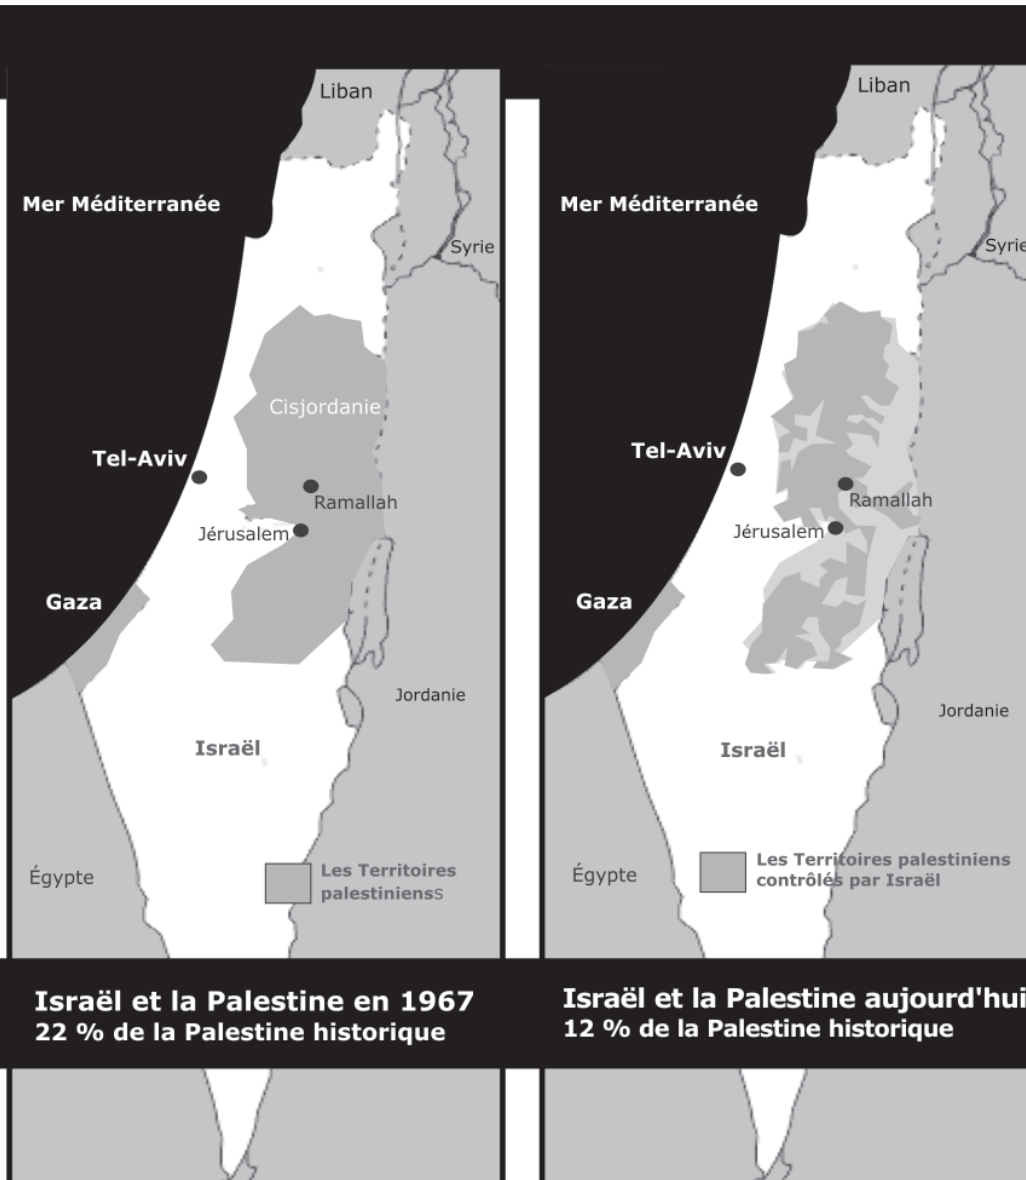 Liban
Mer Méditerranée
Syrie
Cisjordanie
Tel-Aviv
Ramallah
Jérusalem
Gaza
Jordanie
Israël
Égypte
Les Territoires
palestinienss
Israël et la Palestine en 1967
22 % de la Palestine historique
Liban
Mer Méditerranée
Syrie
Tel-Aviv
Ramallah
Jérusalem
Gaza
Jordanie
Israël
Égypte
Les Territoires palestiniens
contrôlés par Israël
Israël et la Palestine aujourd'hui
12 % de la Palestine historique